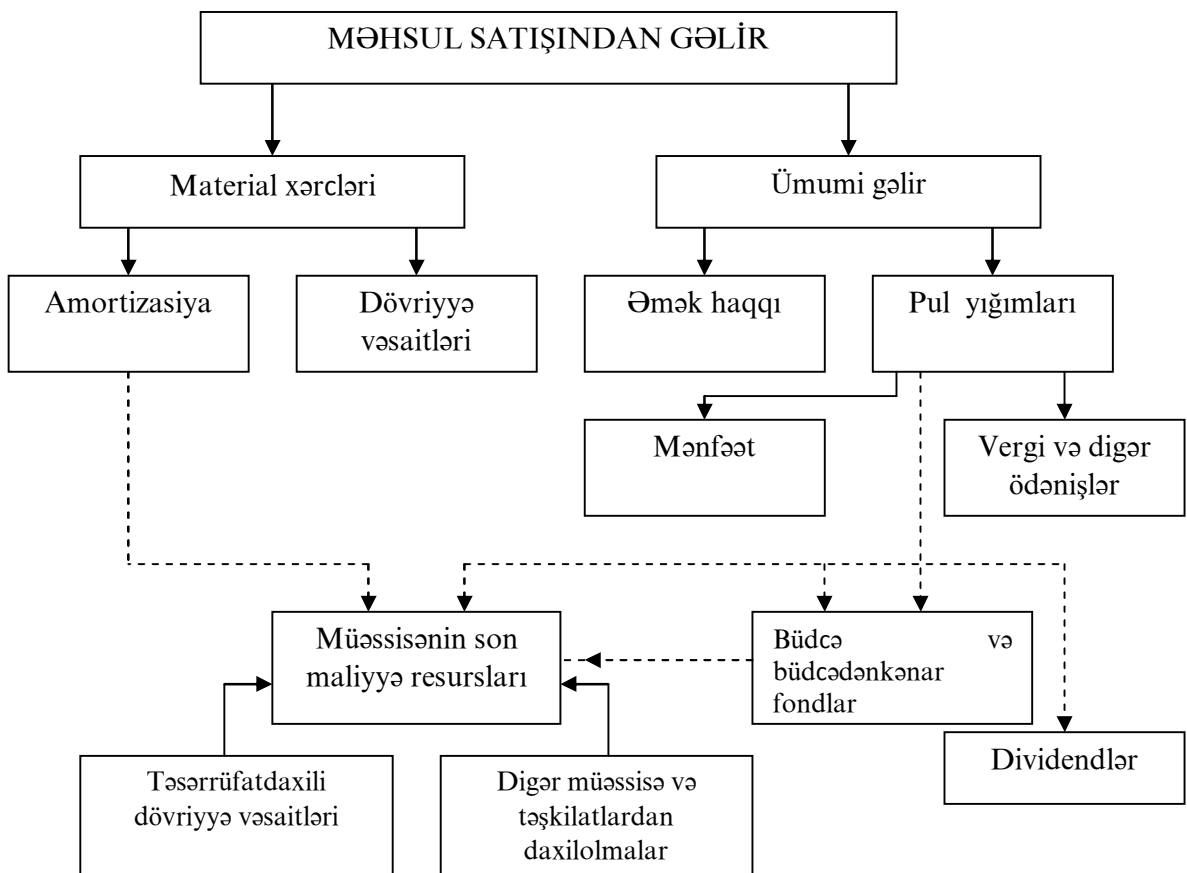 MƏHSUL SATIŞINDAN GƏLİR
Material xərcləri
Ümumi gəlir
Amortizasiya
Dövriyyə
vəsaitləri
Əmək haqqı
Pul yığımları
Mənfəət
Vergi və digər
ödənişlər
Müəssisənin son
maliyyə resursları
Büdcə və
büdcədənkənar
fondlar
Dividendlər
Təsərrüfatdaxili
dövriyyə vəsaitləri
Digər müəssisə və
təşkilatlardan
daxilolmalar